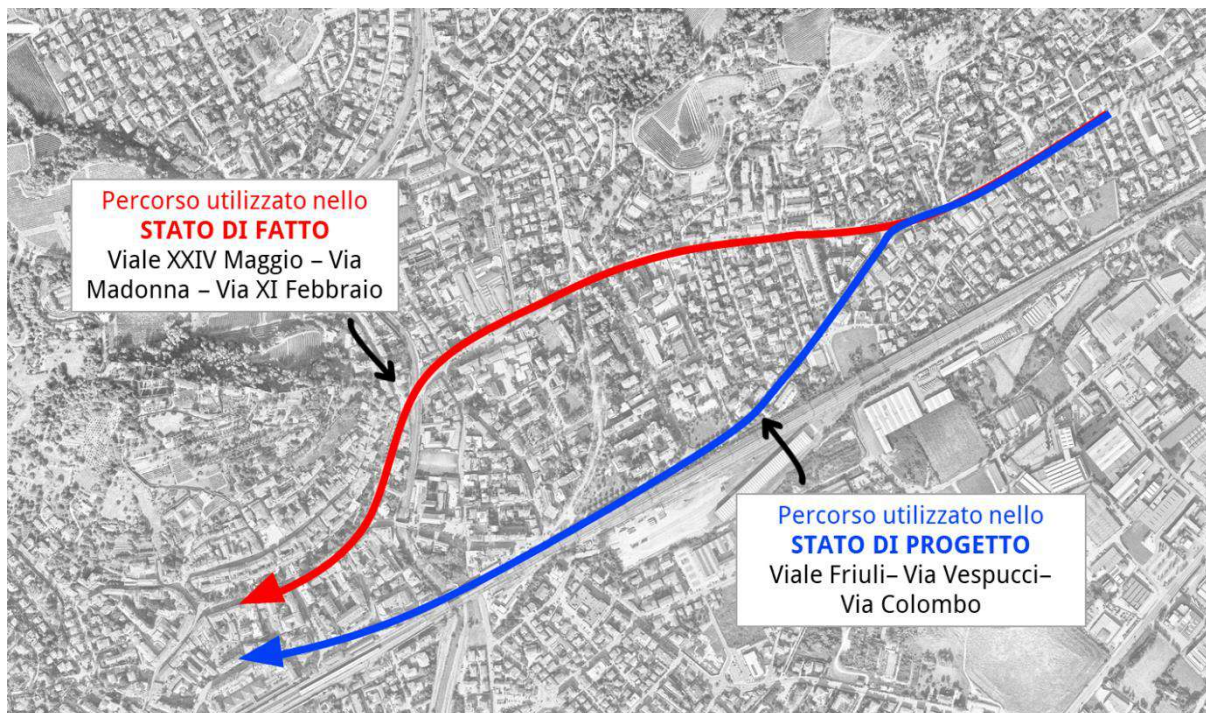 Percorso utilizzato nello
STATO DI FATTO
Viale XXIV Maggio – Via
Madonna – Via XI Febbraio
Percorso utilizzato nello
STATO DI PROGETTO
Viale Friuli– Via Vespucci–
Via Colombo